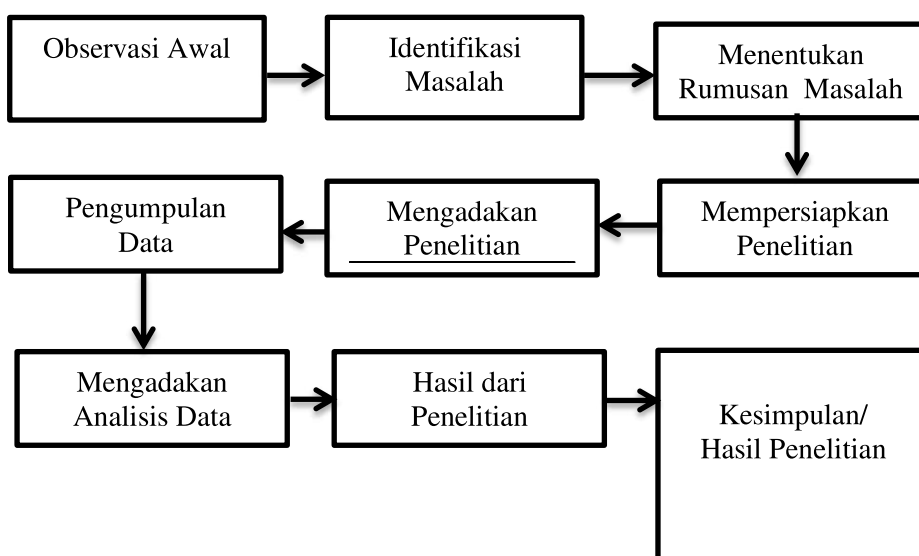 Observasi Awal
Identifikasi
Masalah
Menentukan
Rumusan Masalah
Mempersiapkan
Penelitian
Mengadakan
Penelitian
Pengumpulan
Data
Mengadakan
Analisis Data
Hasil dari
Penelitian
Kesimpulan/
Hasil Penelitian